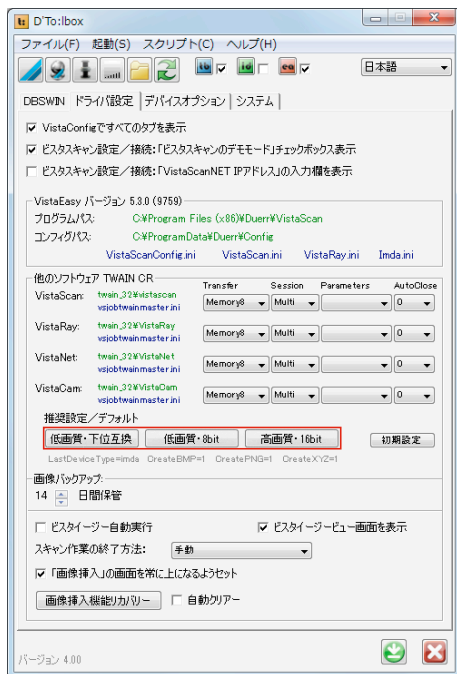 D'To:lbox
ファイル(F) 起動(S) スクリプト(C) ヘルプ(H)
日本語
DBSWIN ドライバ設定 デバイスオプション システム
VistaConfigですべてのタブを表示
ビスタスキャン設定/接続:「ビスタスキャンのデモモード」チェックボックス表示
ビスタスキャン設定/接続:「VistaScanNET IPアドレス」の入力欄を表示
VistaEasy バージョン 5.3.0 (9759)
プログラムパス: C:¥Program Files (x86)¥Duerr¥VistaScan
コンフィグパス: C:¥ProgramData¥Duerr¥Config
VistaScanConfig.ini VistaScan.ini VistaRay.ini Imda.ini
他のソフトウェア TWAIN CR
Transfer Session Parameters AutoClose
VistaScan: twain_32¥vistascan
vsjobtwainmaster.ini Memory8 Multi 0
VistaRay: twain_32¥VistaRay
vsjobtwainmaster.ini Memory8 Multi 0
VistaNet: twain_32¥VistaNet
vsjobtwainmaster.ini Memory8 Multi 0
VistaCam: twain_32¥VistaCam
vsjobtwainmaster.ini Memory8 Multi 0
推奨設定/デフォルト
低画質・下位互換 低画質・8bit 高画質・16bit 初期設定
LastDeviceType=imda CreateBMP=1 CreatePNG=1 CreateXYZ=1
画像バックアップ:
14 日間保管
ビスタイージー自動実行 ビスタイージービュー画面を表示
スキャン作業の終了方法: 手動
「画像挿入」の画面を常に上になるようセット
画像挿入機能リカバリー 自動クリアー
バージョン 4.00